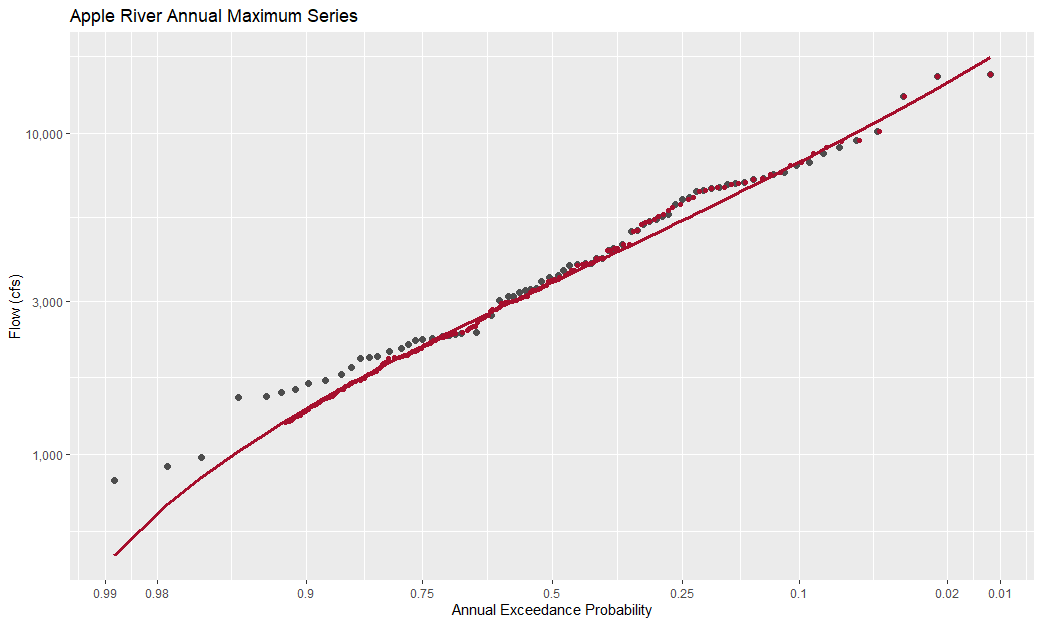 Apple River Annual Maximum Series
Flow (cfs)
10,000
3,000
1,000
0.99 0.98 0.9 0.75 0.5 0.25 0.1 0.02 0.01
Annual Exceedance Probability